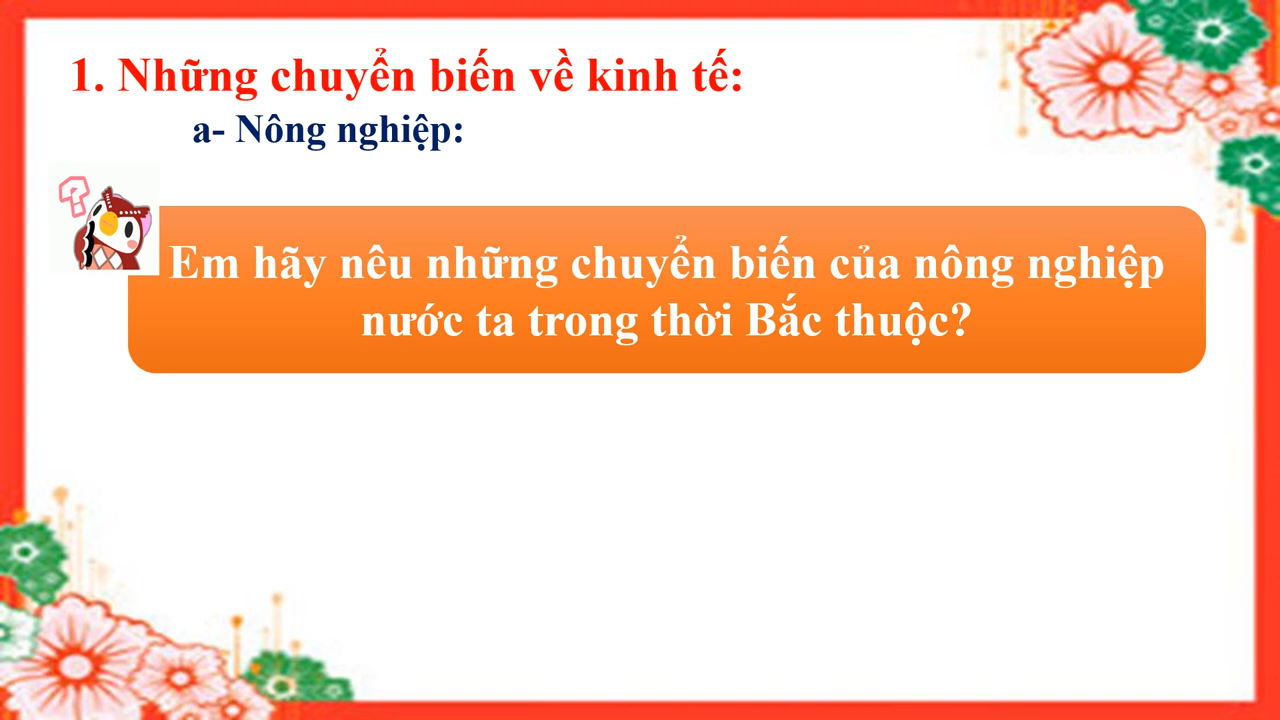 1. Những chuyển biến về kinh tế:
a- Nông nghiệp:
?
Em hãy nêu những chuyển biến của nông nghiệp
nước ta trong thời Bắc thuộc?